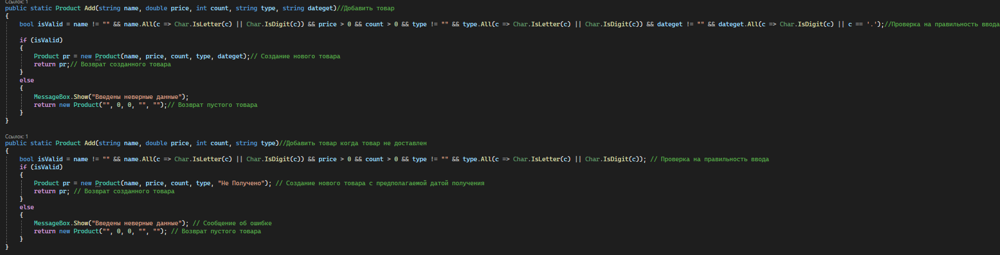 Ссылок: 1
public static Product Add(string name, double price, int count, string type, string dateget)//Добавить товар
{
    bool isValid = name != "" && name.All(c => Char.IsLetter(c) || Char.IsDigit(c)) && price > 0 && count > 0 && type != "" && type.All(c => Char.IsLetter(c) || Char.IsDigit(c)) && dateget != "" && dateget.All(c => Char.IsDigit(c) || c == '.');//Проверка на правильность ввода
    if (isValid)
    {
        Product pr = new Product(name, price, count, type, dateget);// Создание нового товара
        return pr;// Возврат созданного товара
    }
    else
    {
        MessageBox.Show("Введены неверные данные");
        return new Product("", 0, 0, "", "");// Возврат пустого товара
    }
}
Ссылок: 1
public static Product Add(string name, double price, int count, string type)//Добавить товар когда товар не доставлен
{
    bool isValid = name != "" && name.All(c => Char.IsLetter(c) || Char.IsDigit(c)) && price > 0 && count > 0 && type != "" && type.All(c => Char.IsLetter(c) || Char.IsDigit(c)); // Проверка на правильность ввода
    if (isValid)
    {
        Product pr = new Product(name, price, count, type, "Не Получено"); // Создание нового товара с предполагаемой датой получения
        return pr; // Возврат созданного товара
    }
    else
    {
        MessageBox.Show("Введены неверные данные"); // Сообщение об ошибке
        return new Product("", 0, 0, "", ""); // Возврат пустого товара
    }
}